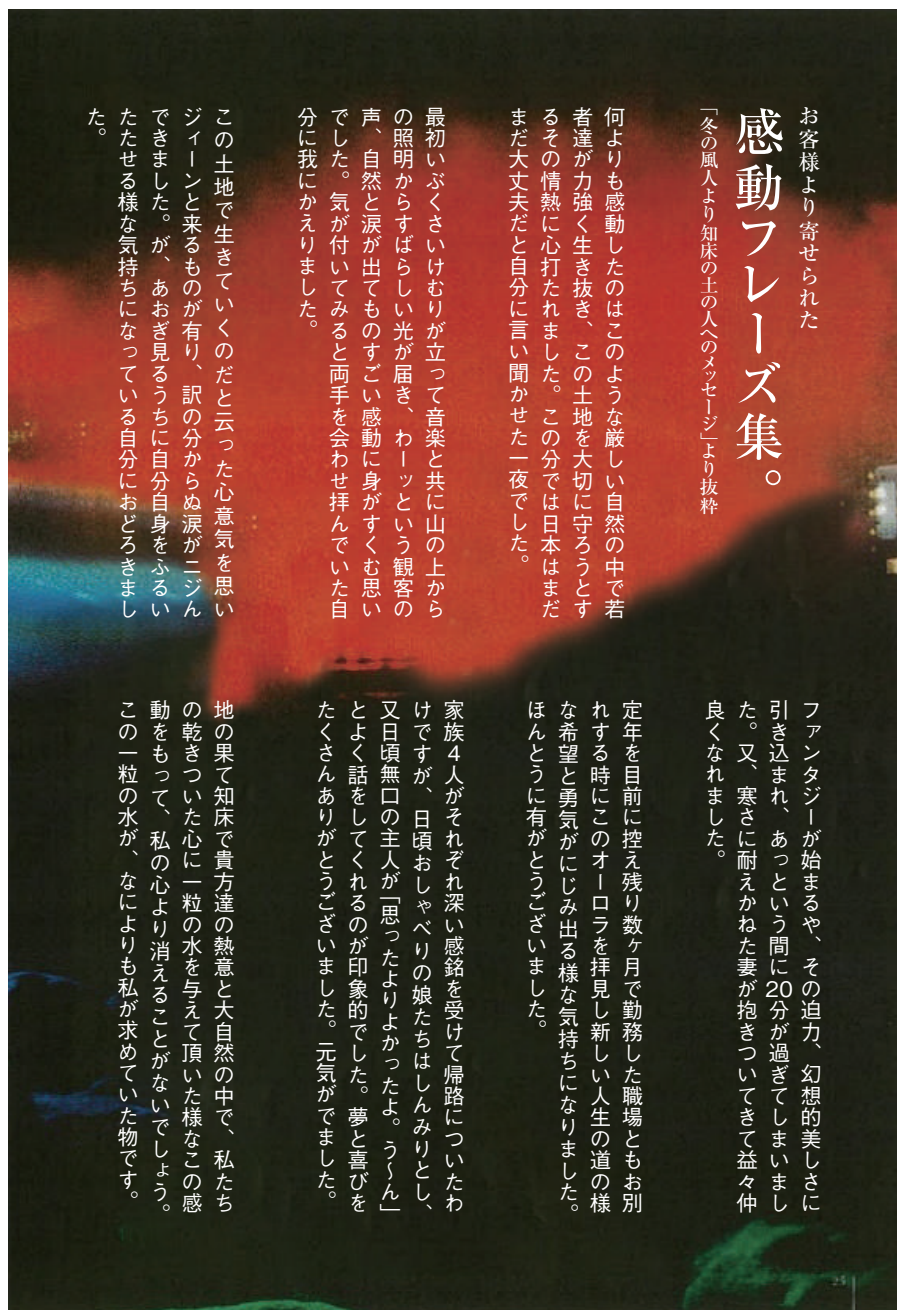 お客様より寄せられた
感動フレーズ集。
「冬の風人より知床の土の人へのメッセージ」より抜粋
何よりも感動したのはこのような厳しい自然の中で若
者達が力強く生き抜き、この土地を大切に守ろうとす
るその情熱に心打たれました。この分では日本はまだ
まだ大丈夫だと自分に言い聞かせた一夜でした。
最初いぶくさいけむりが立って音楽と共に山の上から
の照明からすばらしい光が届き、わーッという観客の
声、自然と涙が出てものすごい感動に身がすくむ思い
でした。気が付いてみると両手を会わせ拝んでいた自
分に我にかえりました。
この土地で生きていくのだと云った心意気を思い
ジィーンと来るものが有り、訳の分からぬ涙がニジん
できました。が、あおぎ見るうちに自分自身をふるい
たたせる様な気持ちになっている自分におどろきまし
た。
ファンタジーが始まるや、その迫力、幻想的美しさに
引き込まれ、あっという間に20分が過ぎてしまいまし
た。又、寒さに耐えかねた妻が抱きついてきて益々仲
良くなれました。
定年を目前に控え残り数ヶ月で勤務した職場ともお別
れする時にこのオーロラを拝見し新しい人生の道の様
な希望と勇気がにじみ出る様な気持ちになりました。
ほんとうに有がとうございました。
家族4人がそれぞれ深い感銘を受けて帰路についたわ
けですが、日頃おしゃべりの娘たちはしんみりとし、
又日頃無口の主人が「思ったよりよかったよ。う〜ん」
とよく話をしてくれるのが印象的でした。夢と喜びを
たくさんありがとうございました。元気がでました。
地の果て知床で貴方達の熱意と大自然の中で、私たち
の乾きついた心に一粒の水を与えて頂いた様なこの感
動をもって、私の心より消えることがないでしょう。
この一粒の水が、なによりも私が求めていた物です。
25